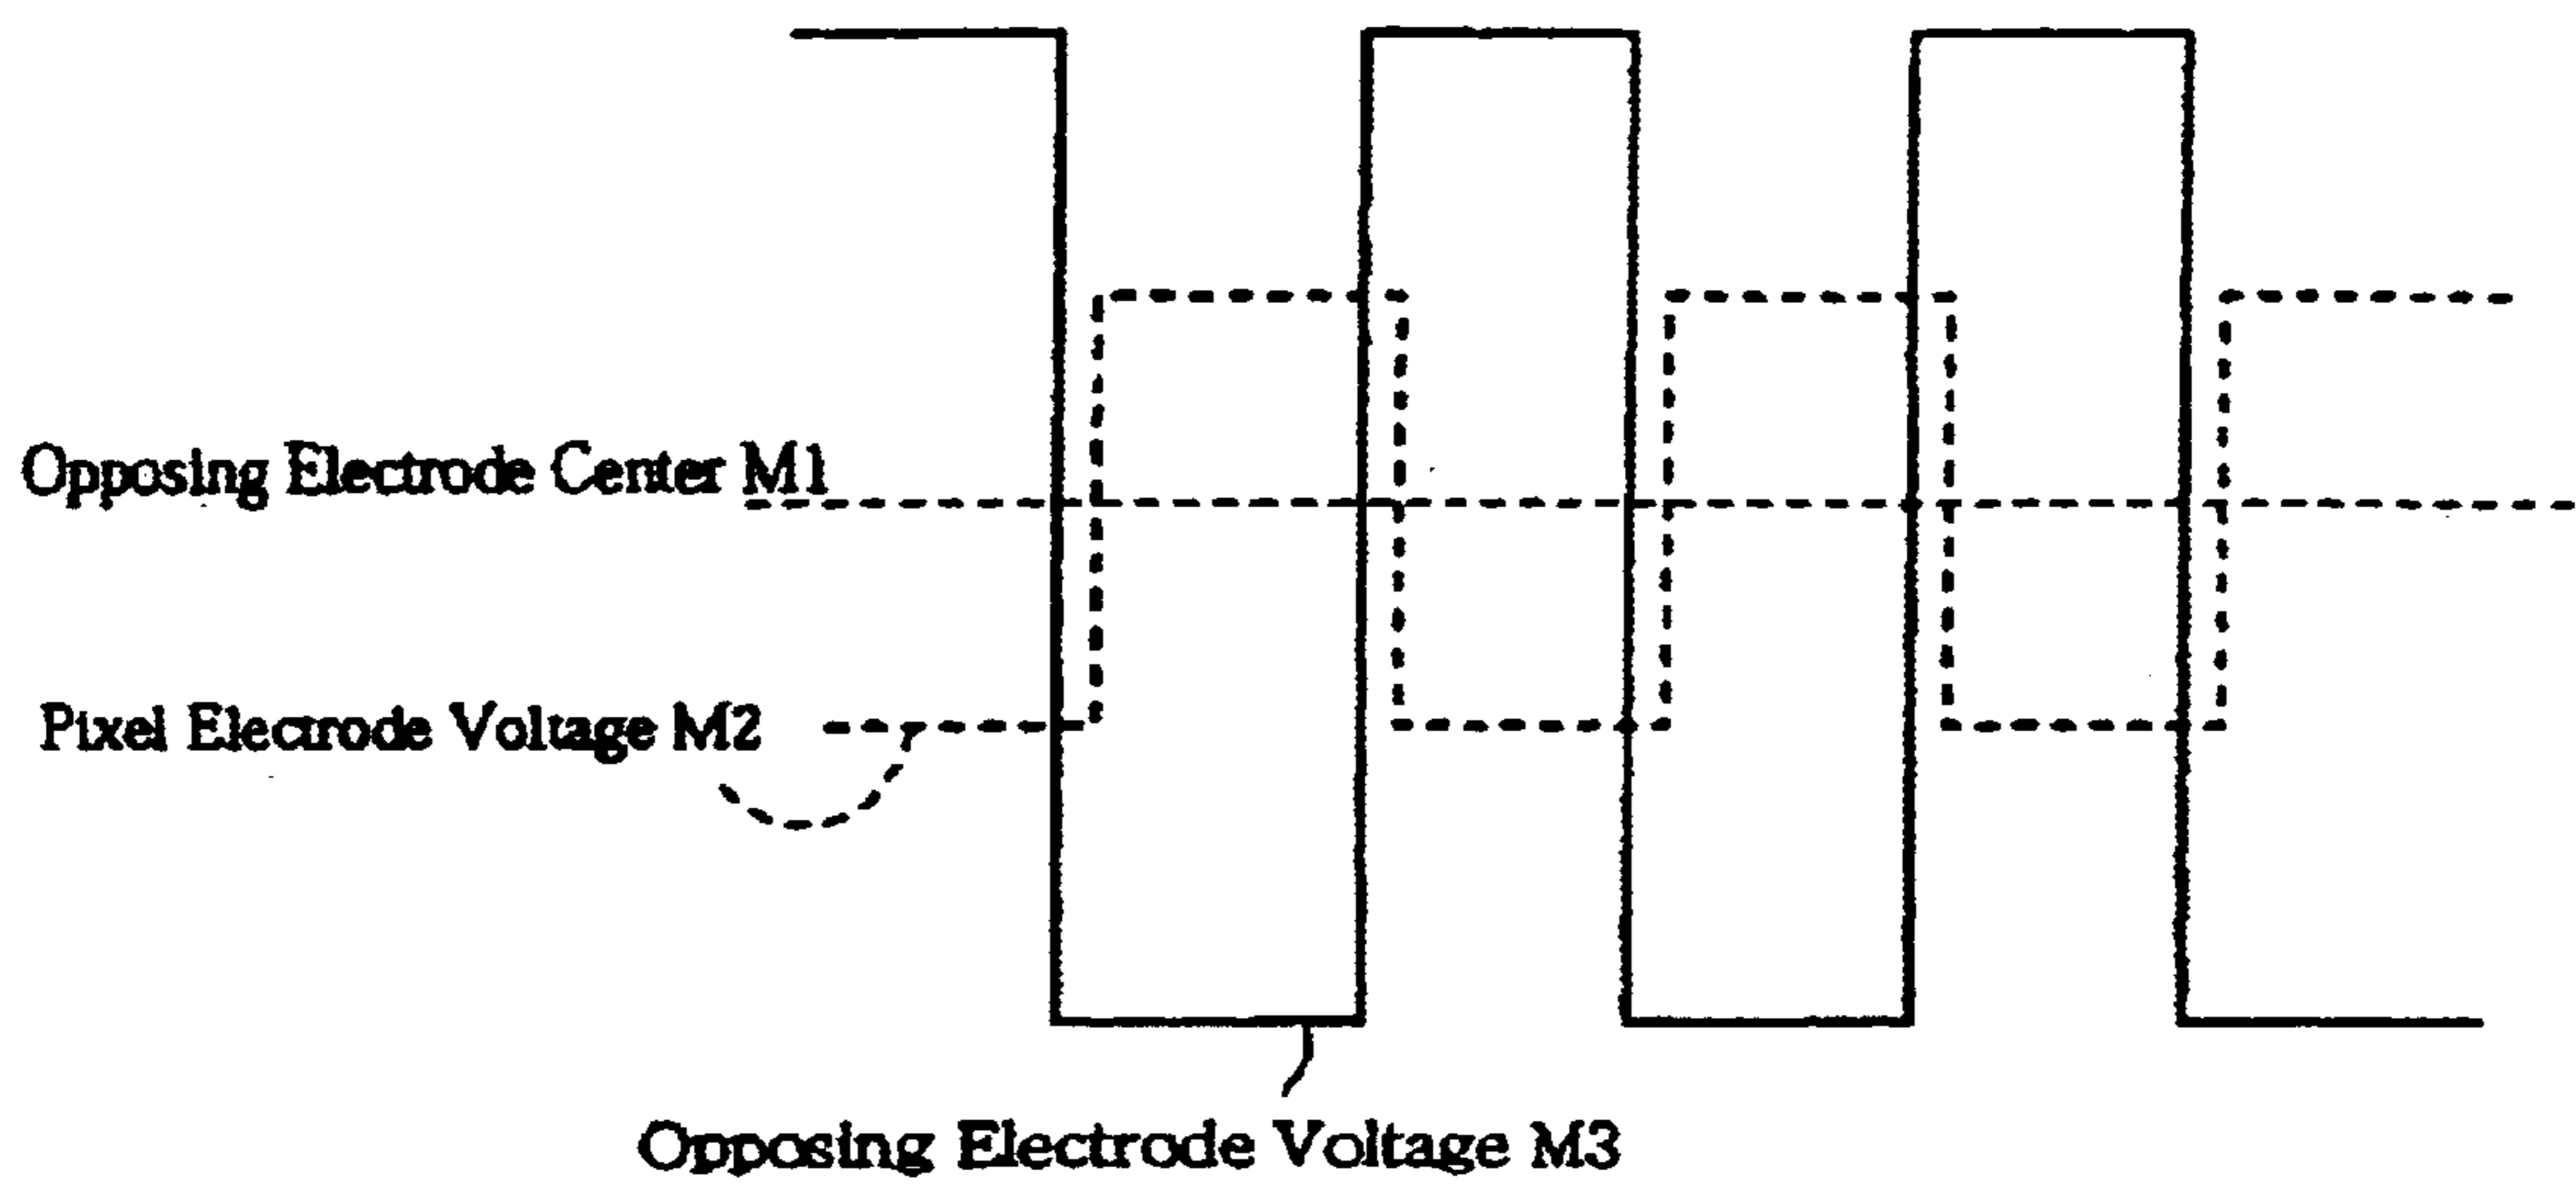 Opposing Electrode Center M1
Pixel Electrode Voltage M2
Opposing Electrode Voltage M3